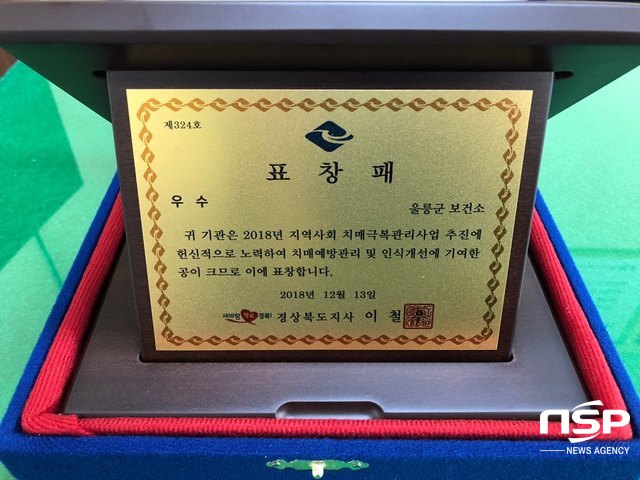 제324호
표 창 패
우 수
울릉군 보건소
귀 기관은 2018년 지역사회 치매극복관리사업 추진에
헌신적으로 노력하여 치매예방관리 및 인식개선에 기여한
공이 크므로 이에 표창합니다.
2018년 12월 13일
새바람 경북! 경상북도지사 이 철
NSP
NEWS AGENCY